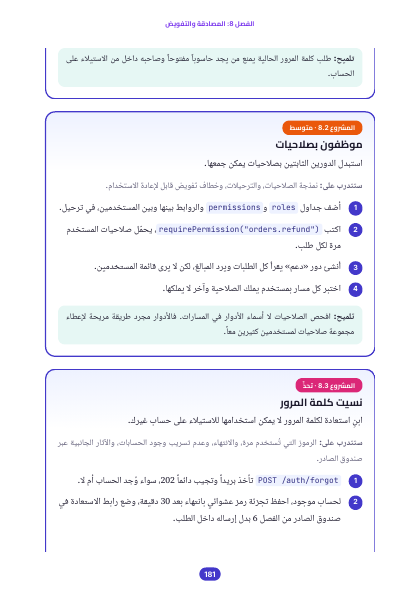 الفصل 8: المصادقة والتفويض
تلميح: طلب كلمة المرور الحالية يمنع من يجد حاسوباً مفتوحاً وصاحبه داخل من الاستيلاء على
الحساب.
المشروع 8.2 · متوسط
موظفون بصلاحيات
استبدل الدورين الثابتين بصلاحيات يمكن جمعها.
ستتدرب على: نمذجة الصلاحيات، والترحيلات، وخطاف تفويض قابل لإعادة الاستخدام.
1 أضف جداول roles و permissions والروابط بينها وبين المستخدمين، في ترحيل.
2 اكتب requirePermission("orders.refund")، يحمّل صلاحيات المستخدم
مرة لكل طلب.
3 أنشئ دور «دعم» يقرأ كل الطلبات ويرد المبالغ، لكن لا يرى قائمة المستخدمين.
4 اختبر كل مسار بمستخدم يملك الصلاحية وآخر لا يملكها.
تلميح: افحص الصلاحيات لا أسماء الأدوار في المسارات. فالأدوار مجرد طريقة مريحة لإعطاء
مجموعة صلاحيات لمستخدمين كثيرين معاً.
المشروع 8.3 · تحدٍّ
نسيت كلمة المرور
ابنِ استعادة لكلمة المرور لا يمكن استخدامها للاستيلاء على حساب غيرك.
ستتدرب على: الرموز التي تُستخدم مرة، والانتهاء، وعدم تسريب وجود الحسابات، والآثار الجانبية عبر
صندوق الصادر.
1 POST /auth/forgot تأخذ بريداً وتجيب دائماً 202، سواء وُجد الحساب أم لا.
2 لحساب موجود، احفظ تجزئة رمز عشوائي بانتهاء بعد 30 دقيقة، وضع رابط الاستعادة في
صندوق الصادر من الفصل 6 بدل إرساله داخل الطلب.
181